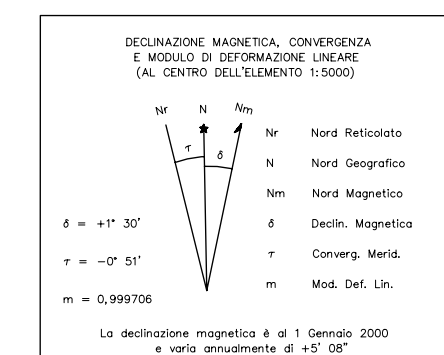 DECLINAZIONE MAGNETICA, CONVERGENZA
E MODULO DI DEFORMAZIONE LINEARE
(AL CENTRO DELL'ELEMENTO 1:5000)
Nr N Nm
τ δ
Nr Nord Reticolato
N Nord Geografico
Nm Nord Magnetico
δ Declin. Magnetica
τ Converg. Merid.
m Mod. Def. Lin.
δ = +1° 30'
τ = -0° 51'
m = 0,999706
La declinazione magnetica è al 1 Gennaio 2000
e varia annualmente di +5' 08"